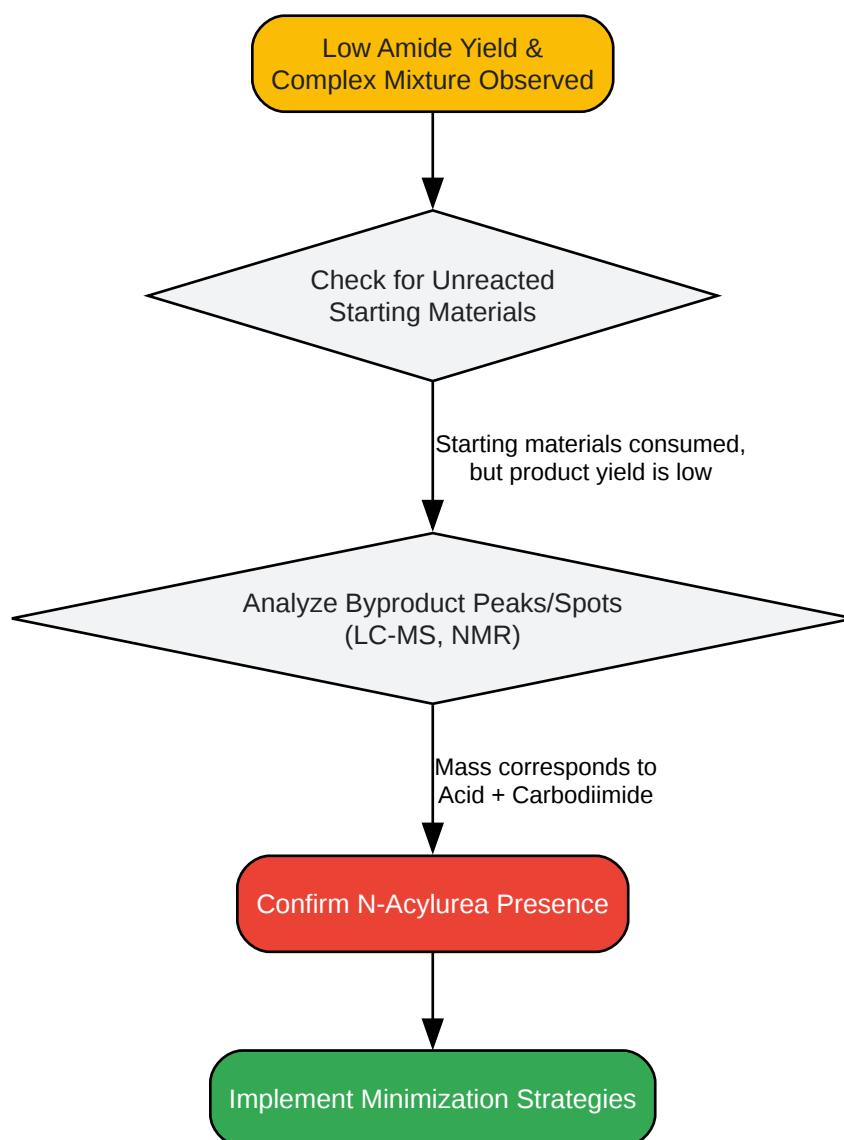 Low Amide Yield &
Complex Mixture Observed
Check for Unreacted
Starting Materials
Starting materials consumed,
but product yield is low
Analyze Byproduct Peaks/Spots
(LC-MS, NMR)
Mass corresponds to
Acid + Carbodiimide
Confirm N-Acylurea Presence
Implement Minimization Strategies